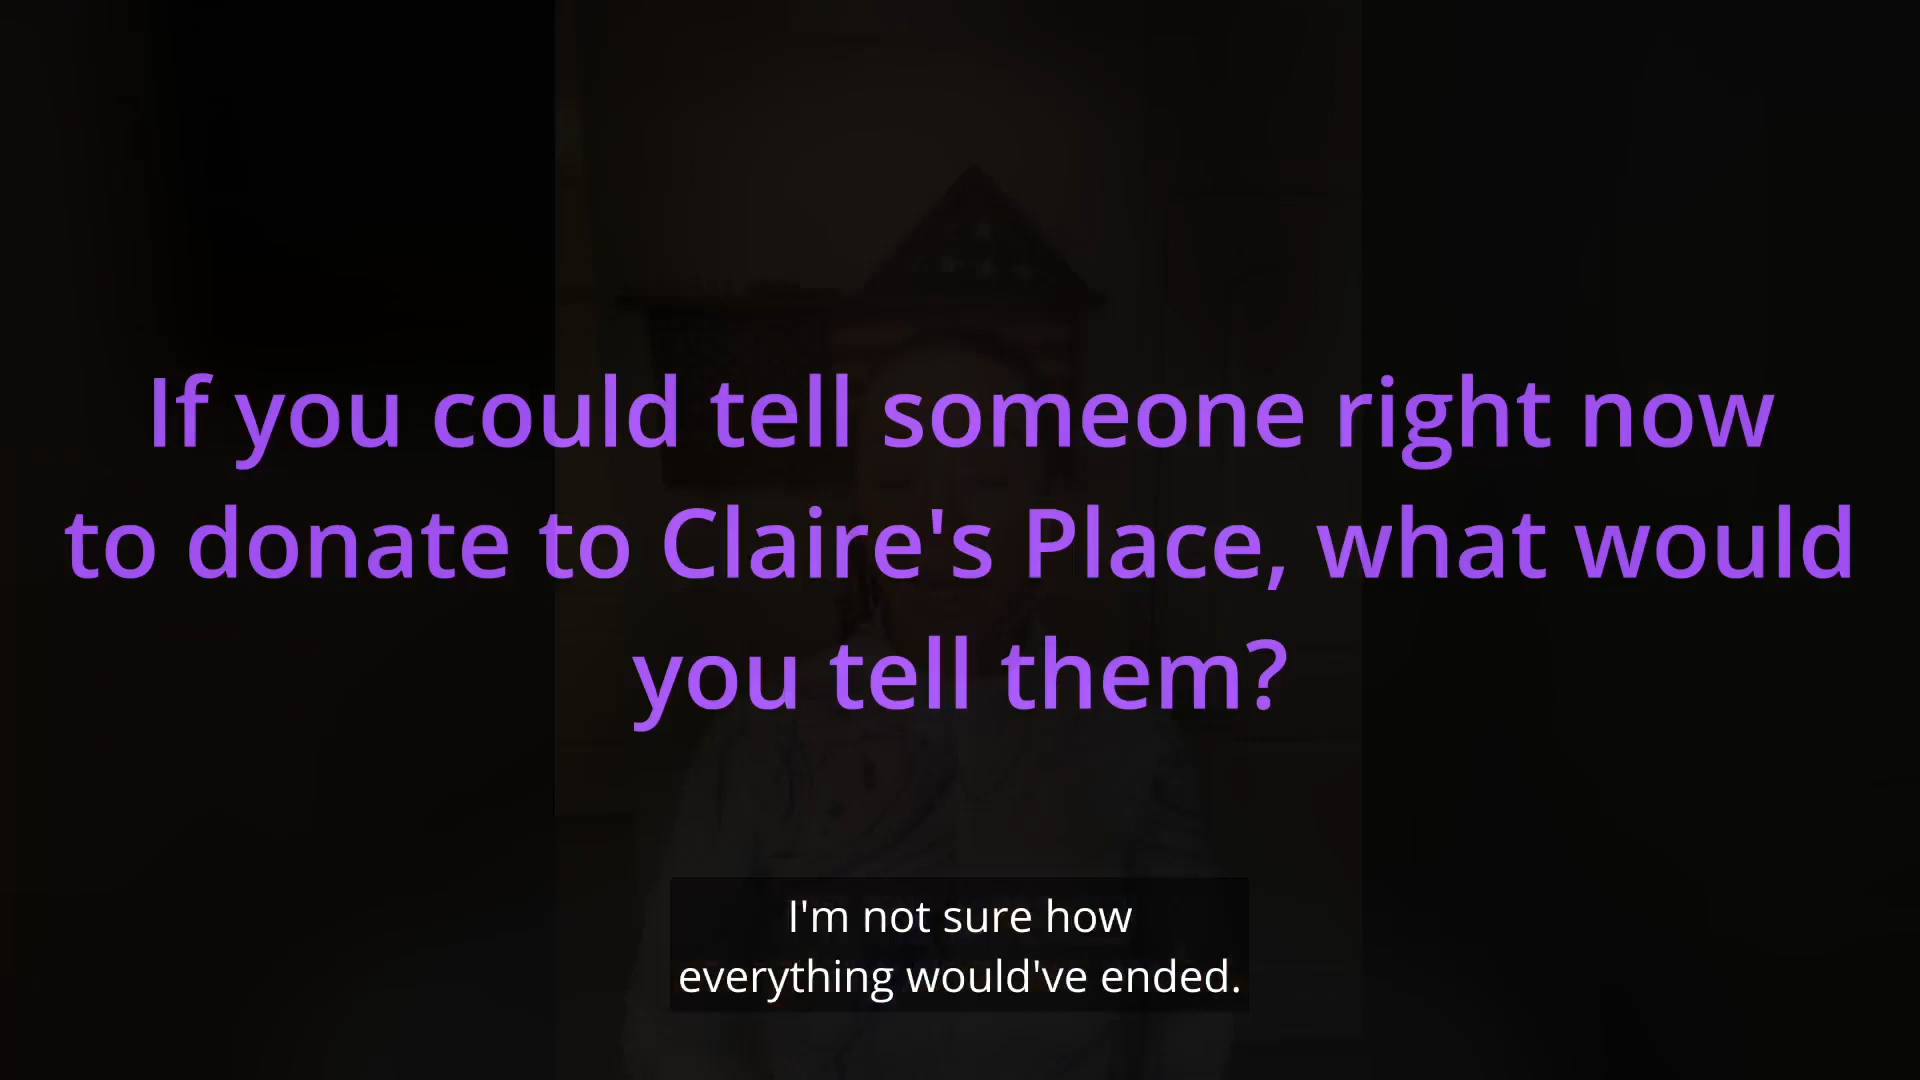 If you could tell someone right now
to donate to Claire's Place, what would
you tell them?
I'm not sure how
everything would've ended.